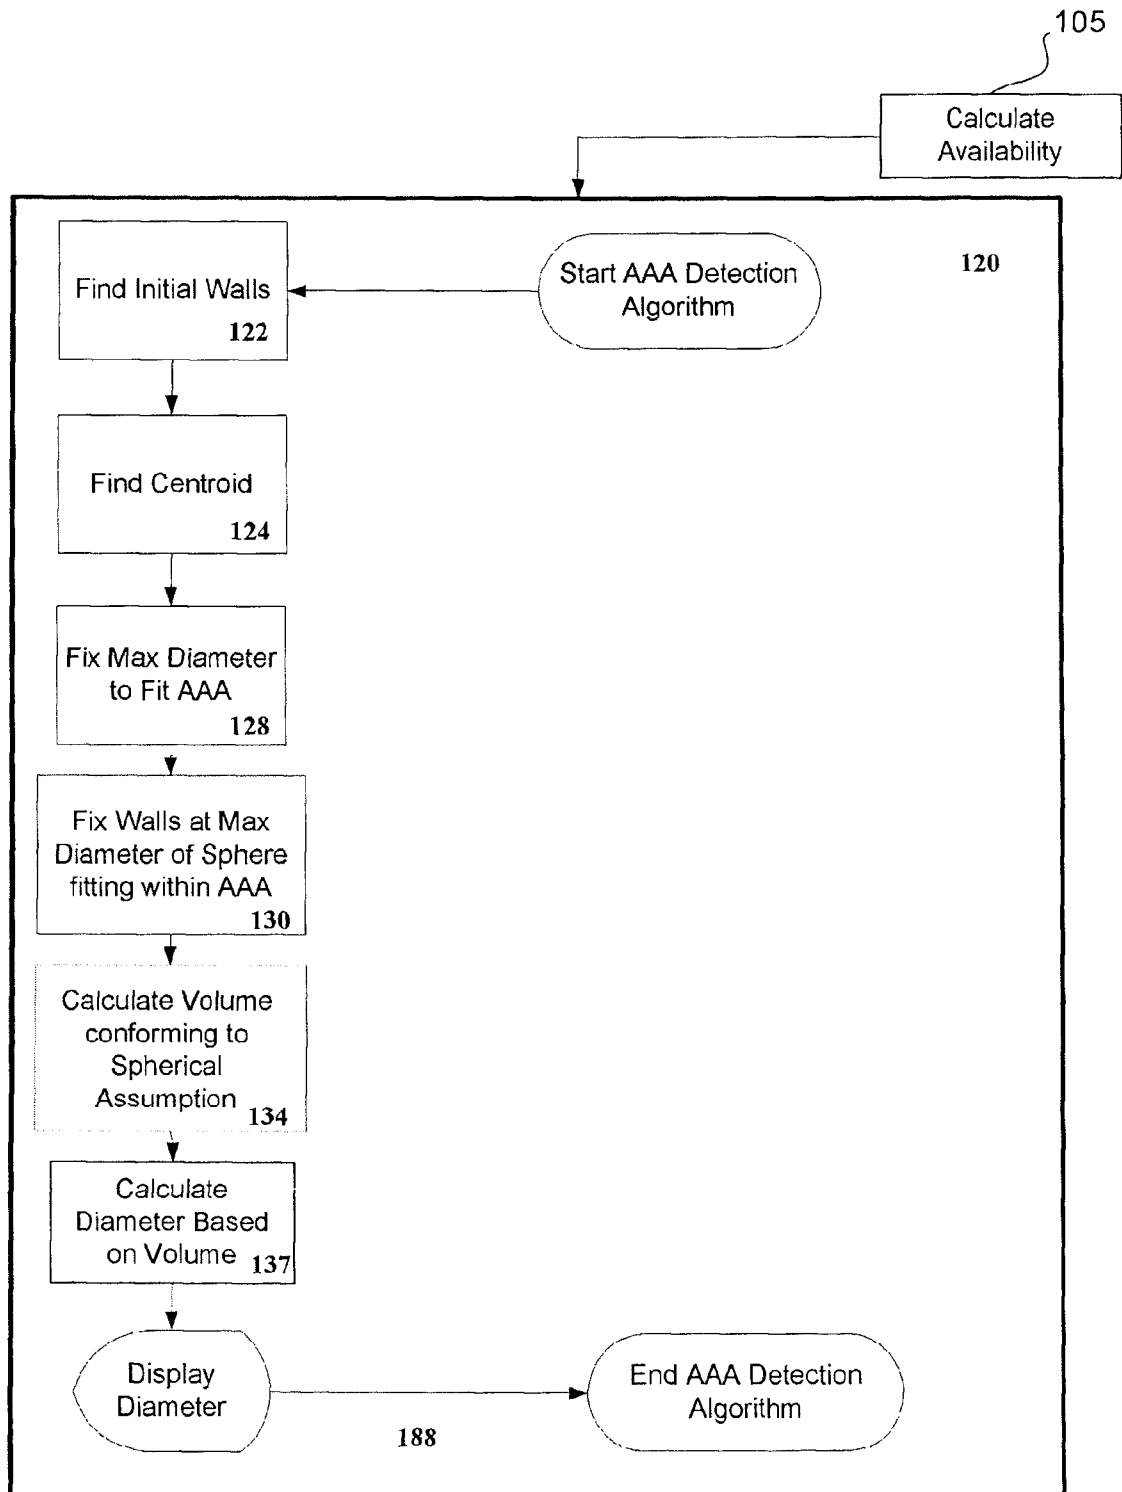 105
Calculate
Availability
120
Start AAA Detection
Algorithm
Find Initial Walls
122
Find Centroid
124
Fix Max Diameter
to Fit AAA
128
Fix Walls at Max
Diameter of Sphere
fitting within AAA
130
Calculate Volume
conforming to
Spherical
Assumption
134
Calculate
Diameter Based
on Volume
137
Display
Diameter
188
End AAA Detection
Algorithm